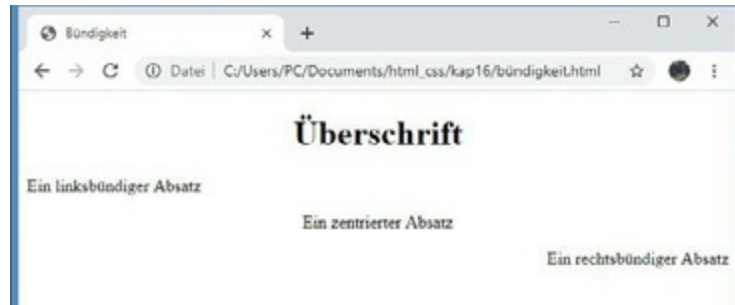 Bündigkeit
Datei | C:/Users/PC/Documents/html_css/kap16/bündigkeit.html
Überschrift
Ein linksbündiger Absatz
Ein zentrierter Absatz
Ein rechtsbündiger Absatz